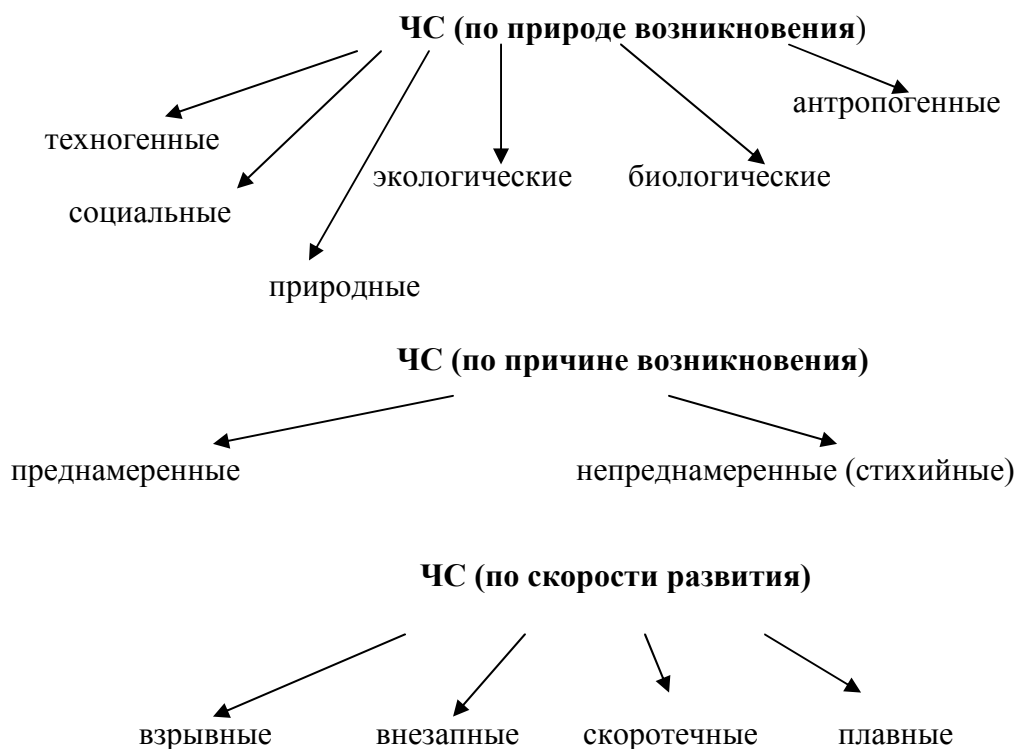 ЧС (по природе возникновения)
антропогенные
техногенные
экологические биологические
социальные
природные
ЧС (по причине возникновения)
преднамеренные непреднамеренные (стихийные)
ЧС (по скорости развития)
взрывные внезапные скоротечные плавные